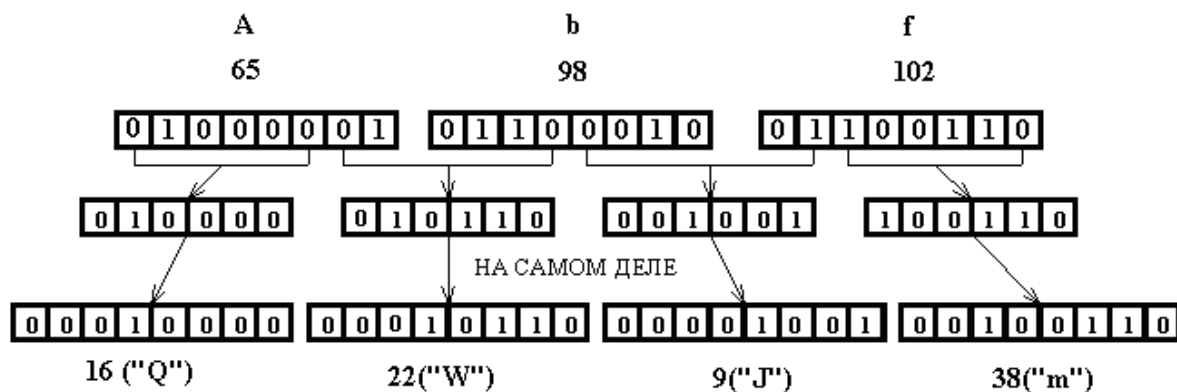 A b f
65 98 102
0 1 0 0 0 0 0 1 0 1 1 0 0 0 1 0 0 1 1 0 0 1 1 0
0 1 0 0 0 0 0 1 0 1 1 0 0 0 1 0 0 1 1 0 0 1 1 0
НА САМОМ ДЕЛЕ
0 0 0 1 0 0 0 0 0 0 0 1 0 1 1 0 0 0 0 0 1 0 0 1 0 0 1 0 0 1 1 0
16 ("Q") 22("W") 9("J") 38("m")